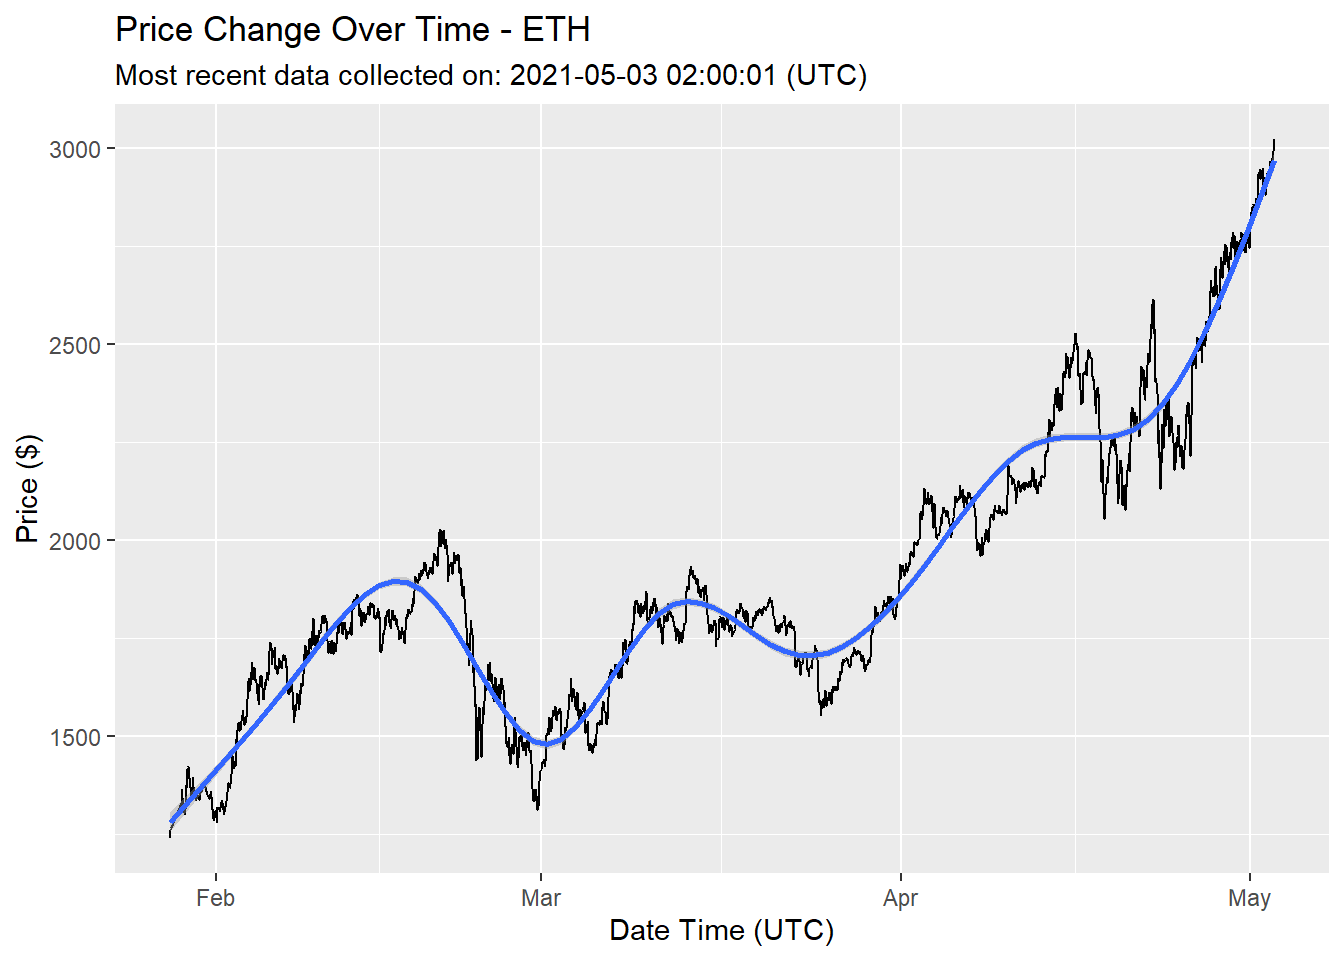 Price Change Over Time - ETH
Most recent data collected on: 2021-05-03 02:00:01 (UTC)
Price ($)
3000
2500
2000
1500
Feb
Mar
Apr
May
Date Time (UTC)